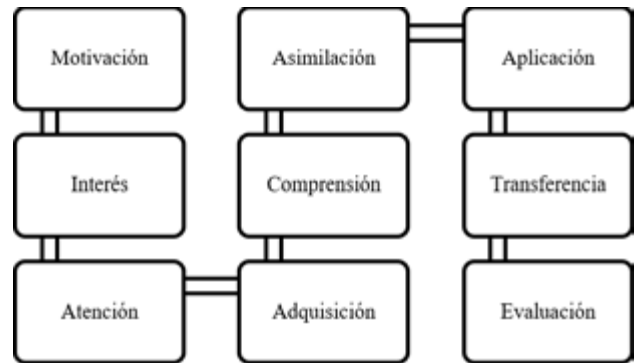 Motivación
Interés
Atención
Adquisición
Comprensión
Asimilación
Aplicación
Transferencia
Evaluación